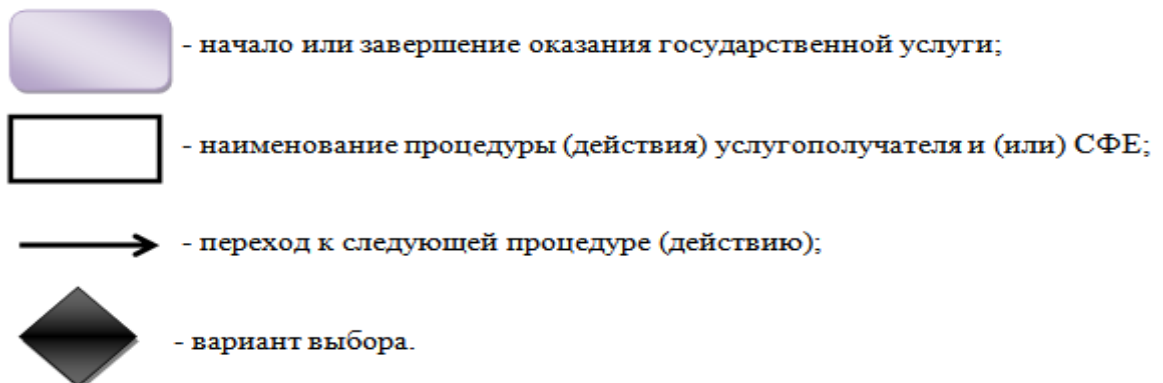 - начало или завершение оказания государственной услуги;
- наименование процедуры (действия) услугополучателя и (или) СФЕ;
- переход к следующей процедуре (действию);
- вариант выбора.